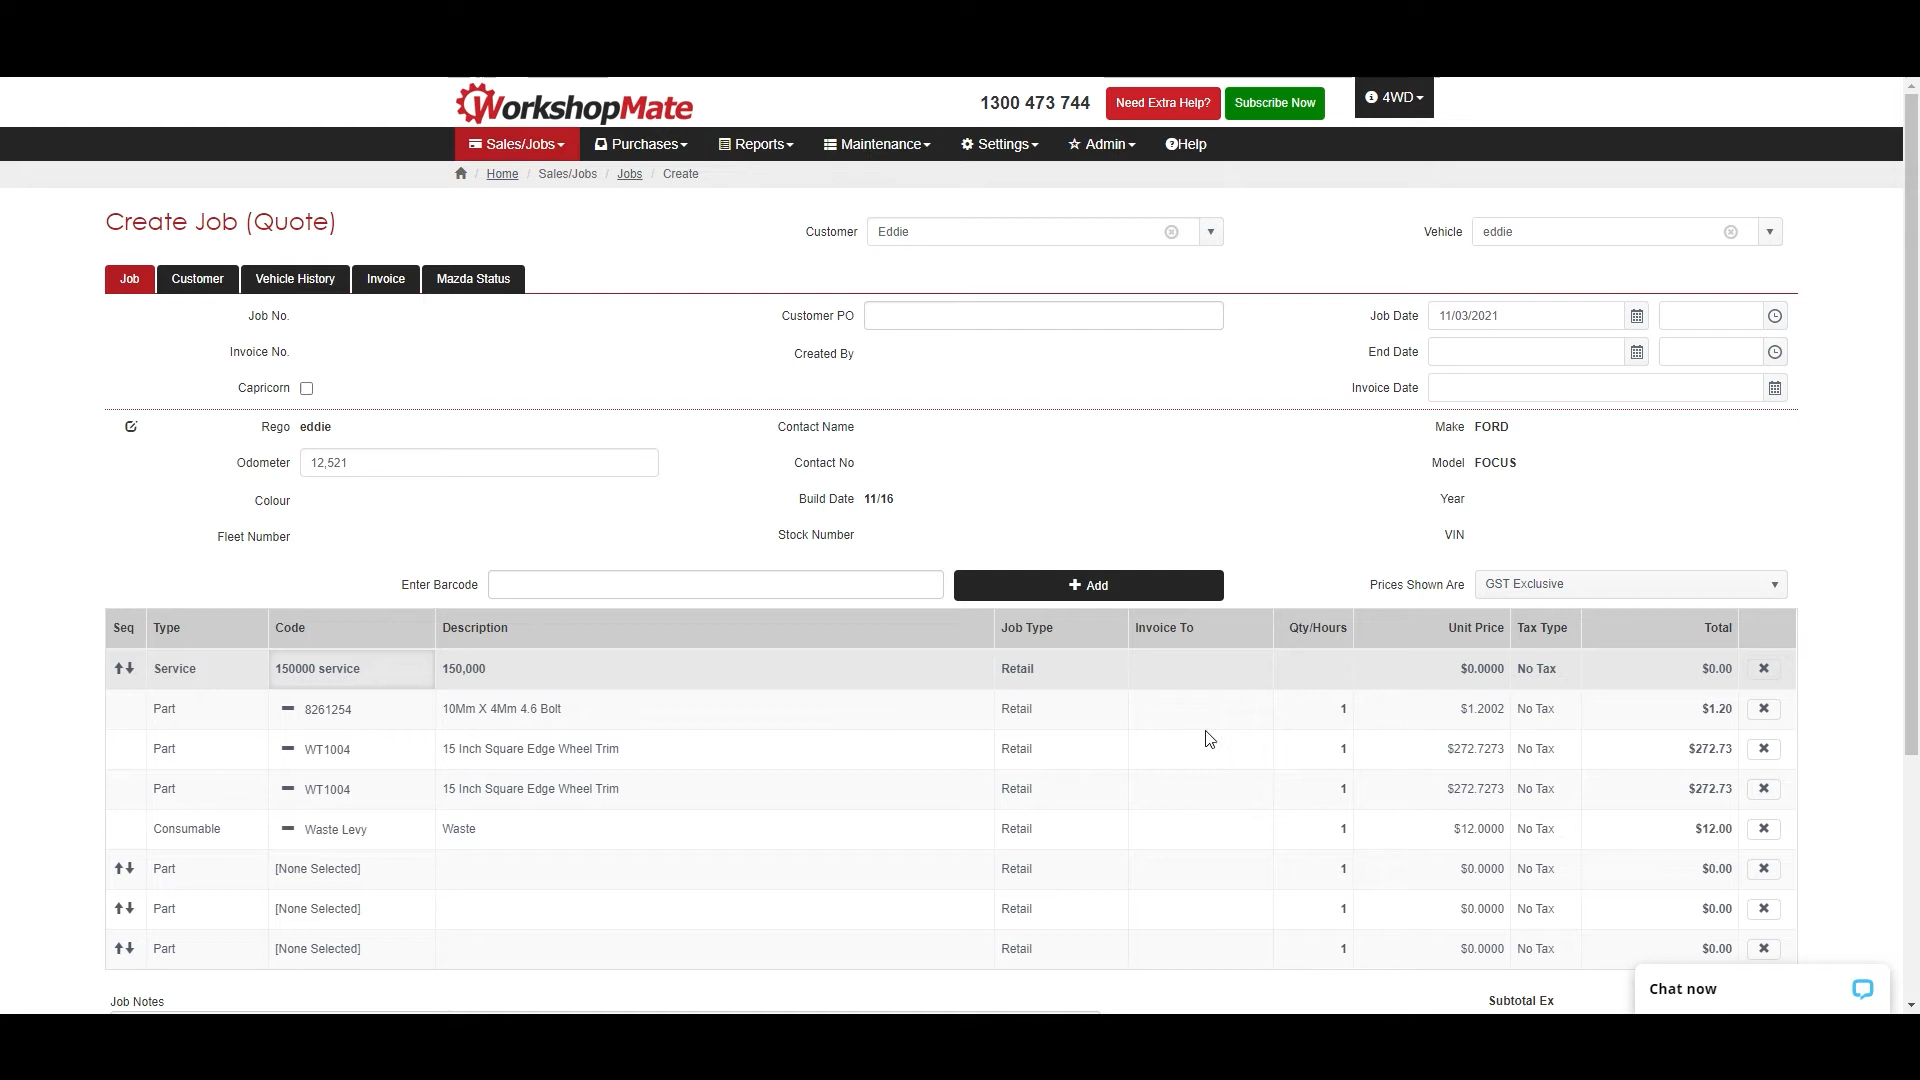 WorkshopMate
1300 473 744 Need Extra Help? Subscribe Now 4WD
Sales/Jobs Purchases Reports Maintenance Settings Admin Help
/ Home / Sales/Jobs / Jobs / Create
Create Job (Quote)
Customer Eddie Vehicle eddie
Job Customer Vehicle History Invoice Mazda Status
Job No. Customer PO Job Date 11/03/2021
Invoice No. Created By End Date
Capricorn Invoice Date
Rego eddie Contact Name Make FORD
Odometer 12,521 Contact No Model FOCUS
Colour Build Date 11/16 Year
Fleet Number Stock Number VIN
Enter Barcode Add Prices Shown Are GST Exclusive
Seq Type Code Description Job Type Invoice To Qty/Hours Unit Price Tax Type Total
Service 150000 service 150,000 Retail $0.0000 No Tax $0.00
Part 8261254 10Mm X 4Mm 4.6 Bolt Retail 1 $1.2002 No Tax $1.20
Part WT1004 15 Inch Square Edge Wheel Trim Retail 1 $272.7273 No Tax $272.73
Part WT1004 15 Inch Square Edge Wheel Trim Retail 1 $272.7273 No Tax $272.73
Consumable Waste Levy Waste Retail 1 $12.0000 No Tax $12.00
Part [None Selected] Retail 1 $0.0000 No Tax $0.00
Part [None Selected] Retail 1 $0.0000 No Tax $0.00
Part [None Selected] Retail 1 $0.0000 No Tax $0.00
Chat now
Job Notes Subtotal Ex